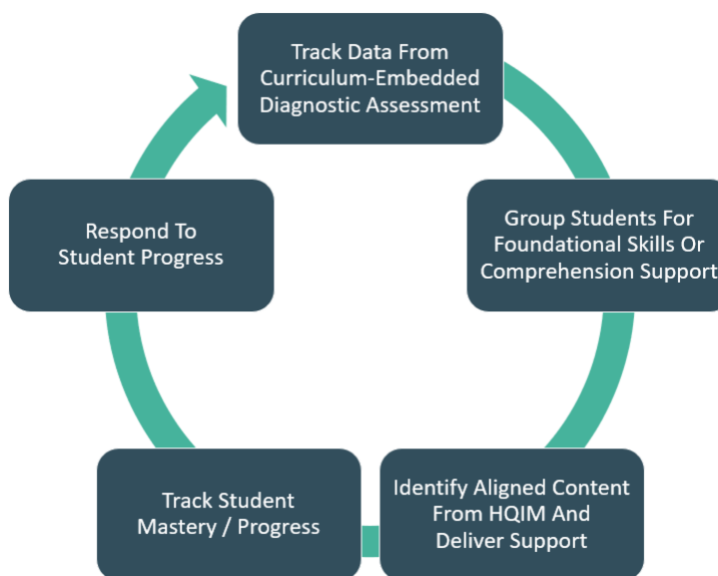 Track Data From
Curriculum-Embedded
Diagnostic Assessment
Group Students For
Foundational Skills Or
Comprehension Support
Identify Aligned Content
From HQIM And
Deliver Support
Track Student
Mastery / Progress
Respond To
Student Progress